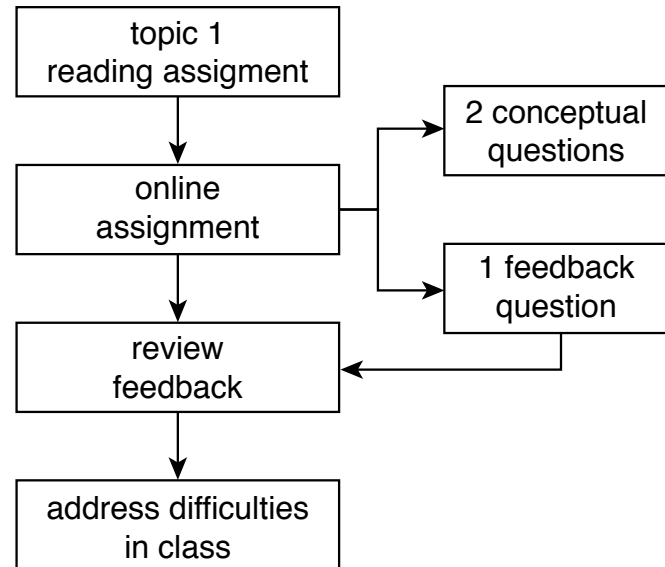 topic 1
reading assigment
2 conceptual
questions
online
assignment
1 feedback
question
review
feedback
address difficulties
in class